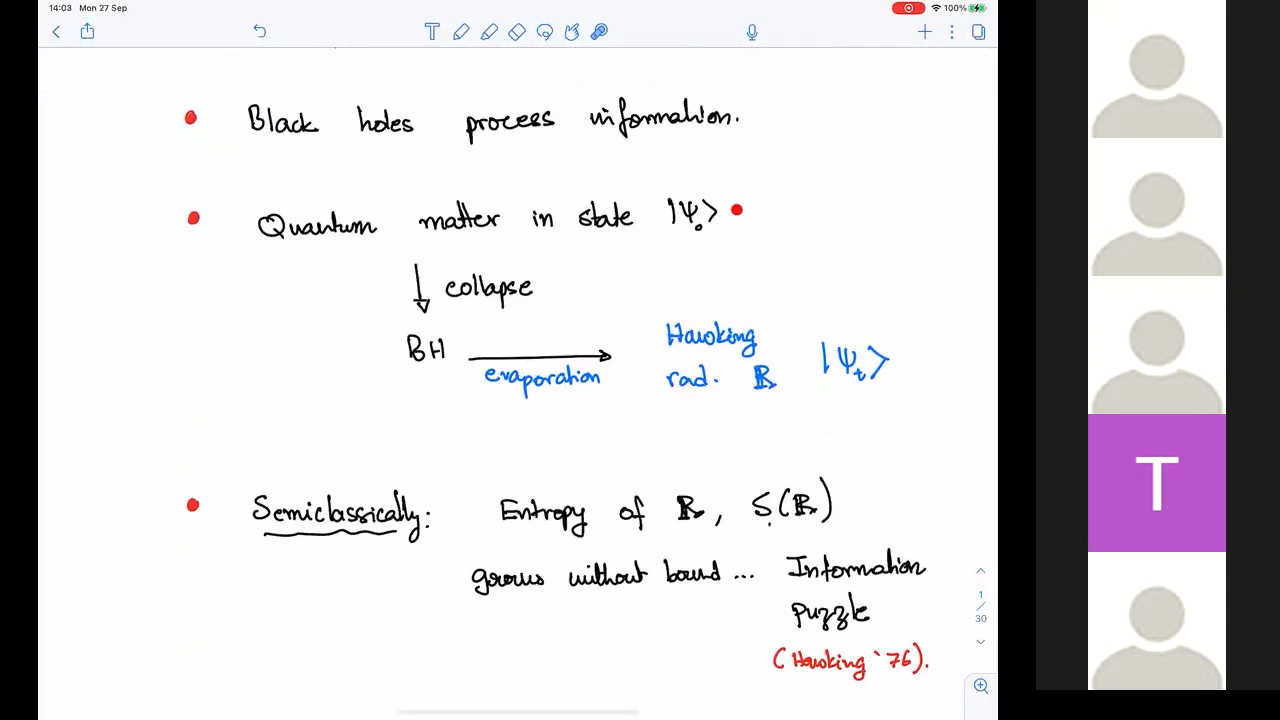 14:03 Mon 27 Sep
100%
Black holes process information.
Quantum matter in state |Ψ₀⟩
collapse
BH
evaporation
Hawking
rad. ℝ |Ψₜ⟩
Semiclassically: Entropy of ℝ, S(ℝ)
grows without bound... Information
puzzle
(Hawking '76).
1
/
30
T
T